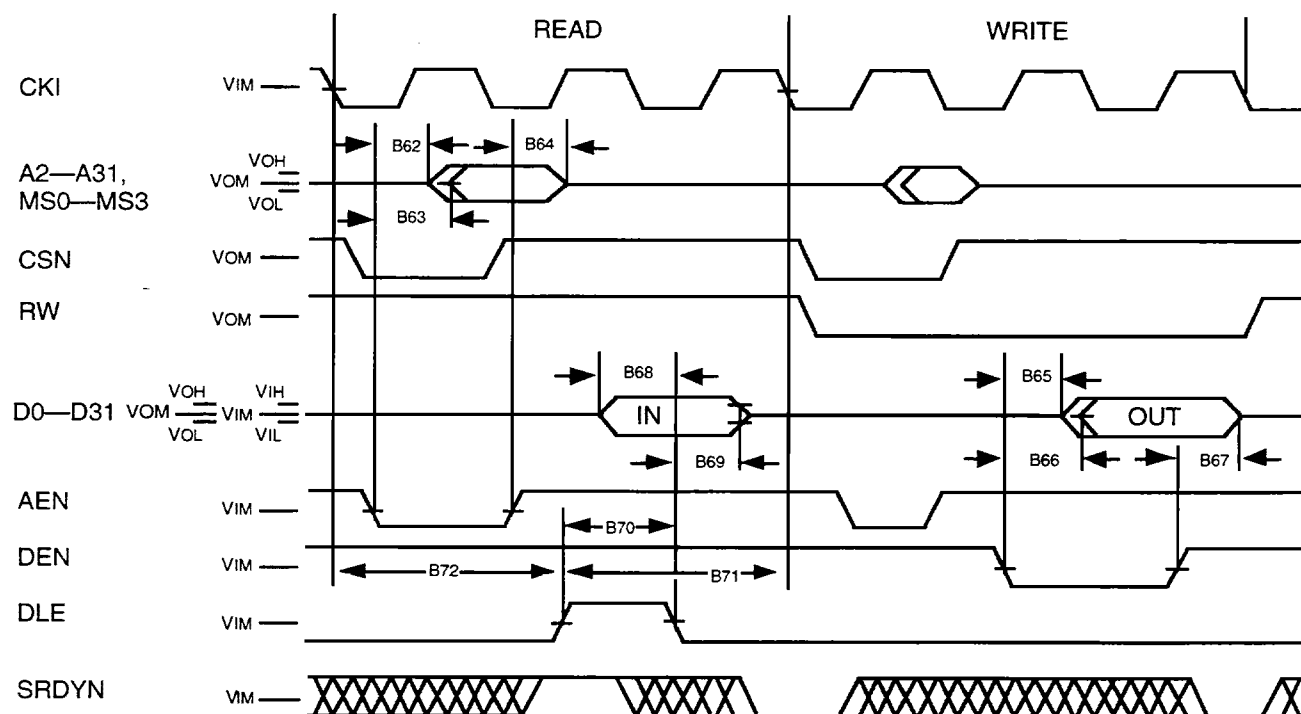 READ WRITE
CKI VIM
B62 B64
A2—A31,
MS0—MS3
VOH
VOM
VOL
B63
CSN VOM
RW VOM
B68 B65
D0—D31 VOM VOH VOL VIM VIH VIL
IN OUT
B69 B66 B67
AEN VIM
B70
DEN VIM
B72 B71
DLE VIM
SRDYN VIM